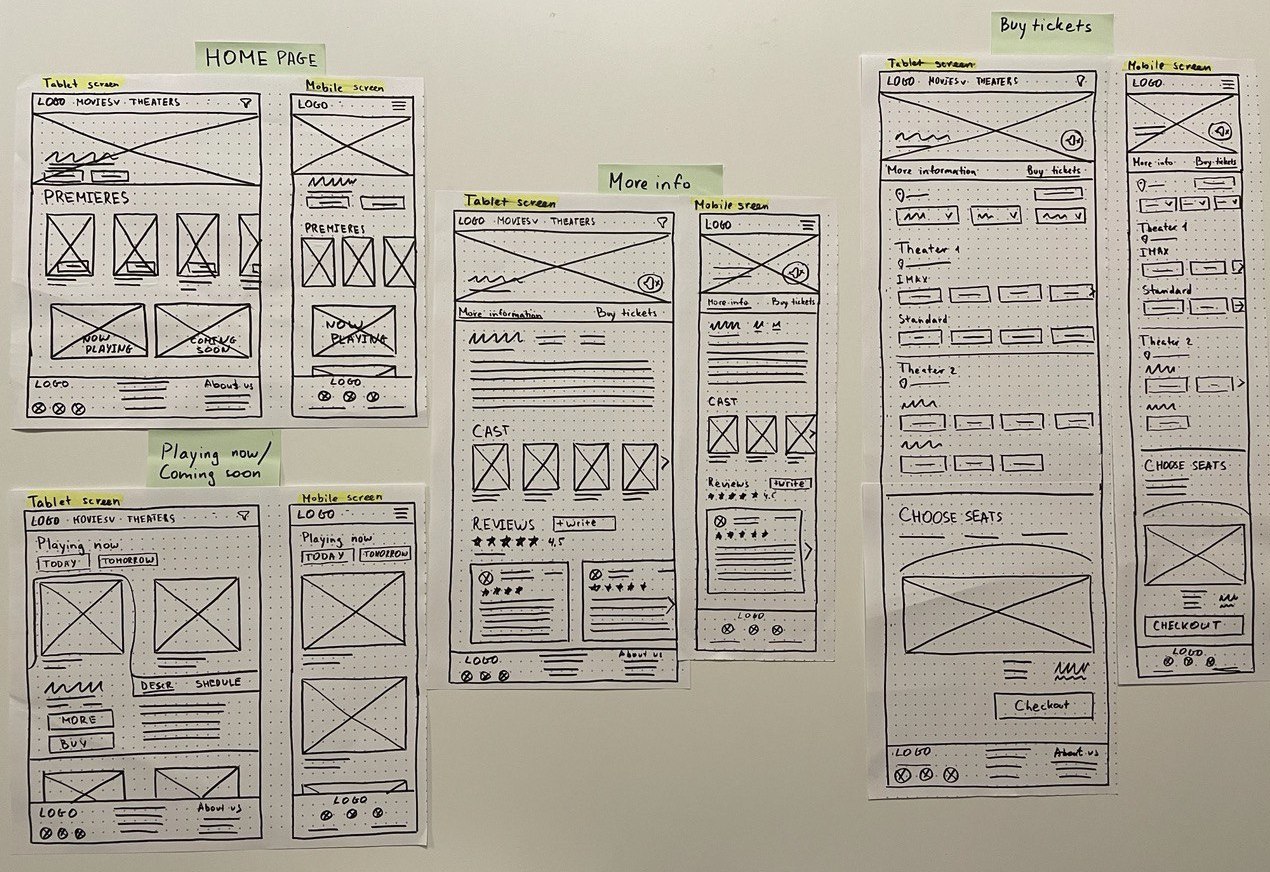 HOME PAGE
Tablet screen
LOGO MOVIES∨ THEATERS
PREMIERES
NOW
PLAYING
COMING
SOON
LOGO
About us
Mobile screen
LOGO
PREMIERES
NOW
PLAYING
LOGO
Playing now/
Coming soon
Tablet screen
LOGO MOVIES∨ THEATERS
Playing now
TODAY
TOMORROW
DESCR
SHEDULE
MORE
BUY
LOGO
About us
Mobile screen
LOGO
Playing now
TODAY
TOMORROW
LOGO
More info
Tablet screen
LOGO MOVIES∨ THEATERS
More information
Buy tickets
CAST
REVIEWS
+Write
4.5
LOGO
About us
Mobile sreen
LOGO
More info
Buy tickets
CAST
Reviews
+Write
4.5
LOGO
Buy tickets
Tablet screen
LOGO MOVIES∨ THEATERS
More information
Buy tickets
Theater 1
IMAX
Standard
Theater 2
CHOOSE SEATS
Checkout
LOGO
About us
Mobile screen
LOGO
More info
Buy tickets
Theater 1
IMAX
Standard
Theater 2
CHOOSE SEATS
CHECKOUT
LOGO